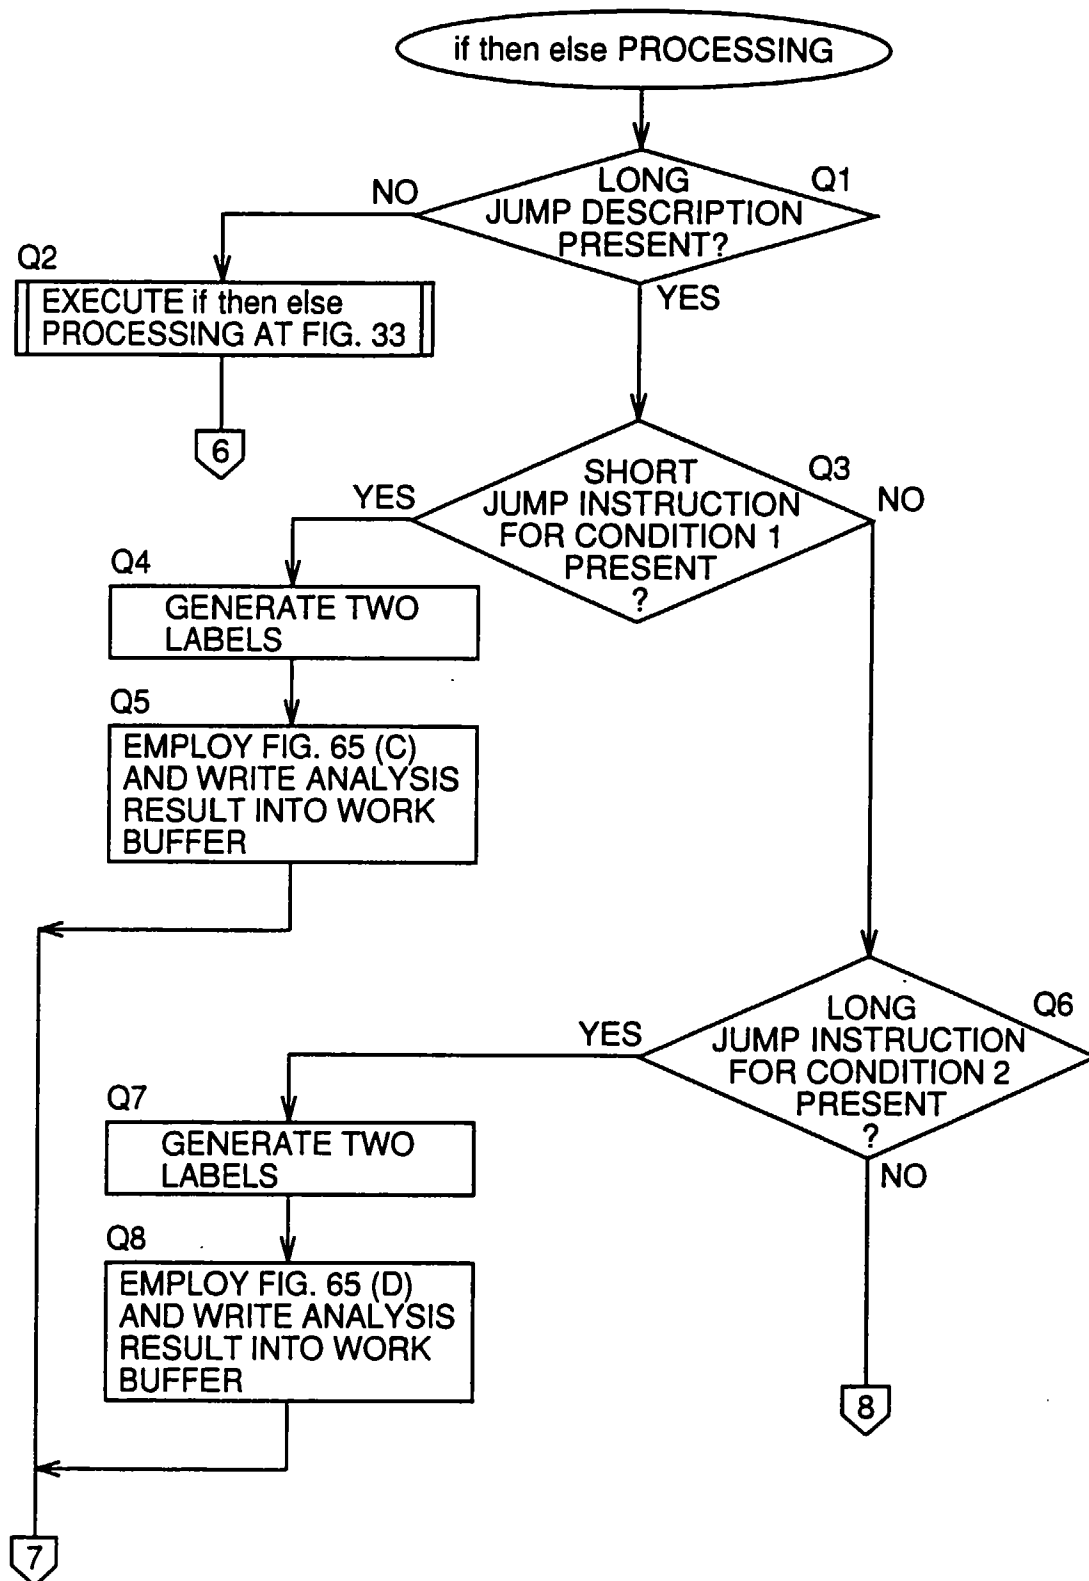 if then else PROCESSING
Q1
LONG
JUMP DESCRIPTION
PRESENT?
NO
YES
Q2
EXECUTE if then else
PROCESSING AT FIG. 33
6
Q3
SHORT
JUMP INSTRUCTION
FOR CONDITION 1
PRESENT
?
YES
NO
Q4
GENERATE TWO
LABELS
Q5
EMPLOY FIG. 65 (C)
AND WRITE ANALYSIS
RESULT INTO WORK
BUFFER
Q6
LONG
JUMP INSTRUCTION
FOR CONDITION 2
PRESENT
?
YES
NO
Q7
GENERATE TWO
LABELS
Q8
EMPLOY FIG. 65 (D)
AND WRITE ANALYSIS
RESULT INTO WORK
BUFFER
8
7